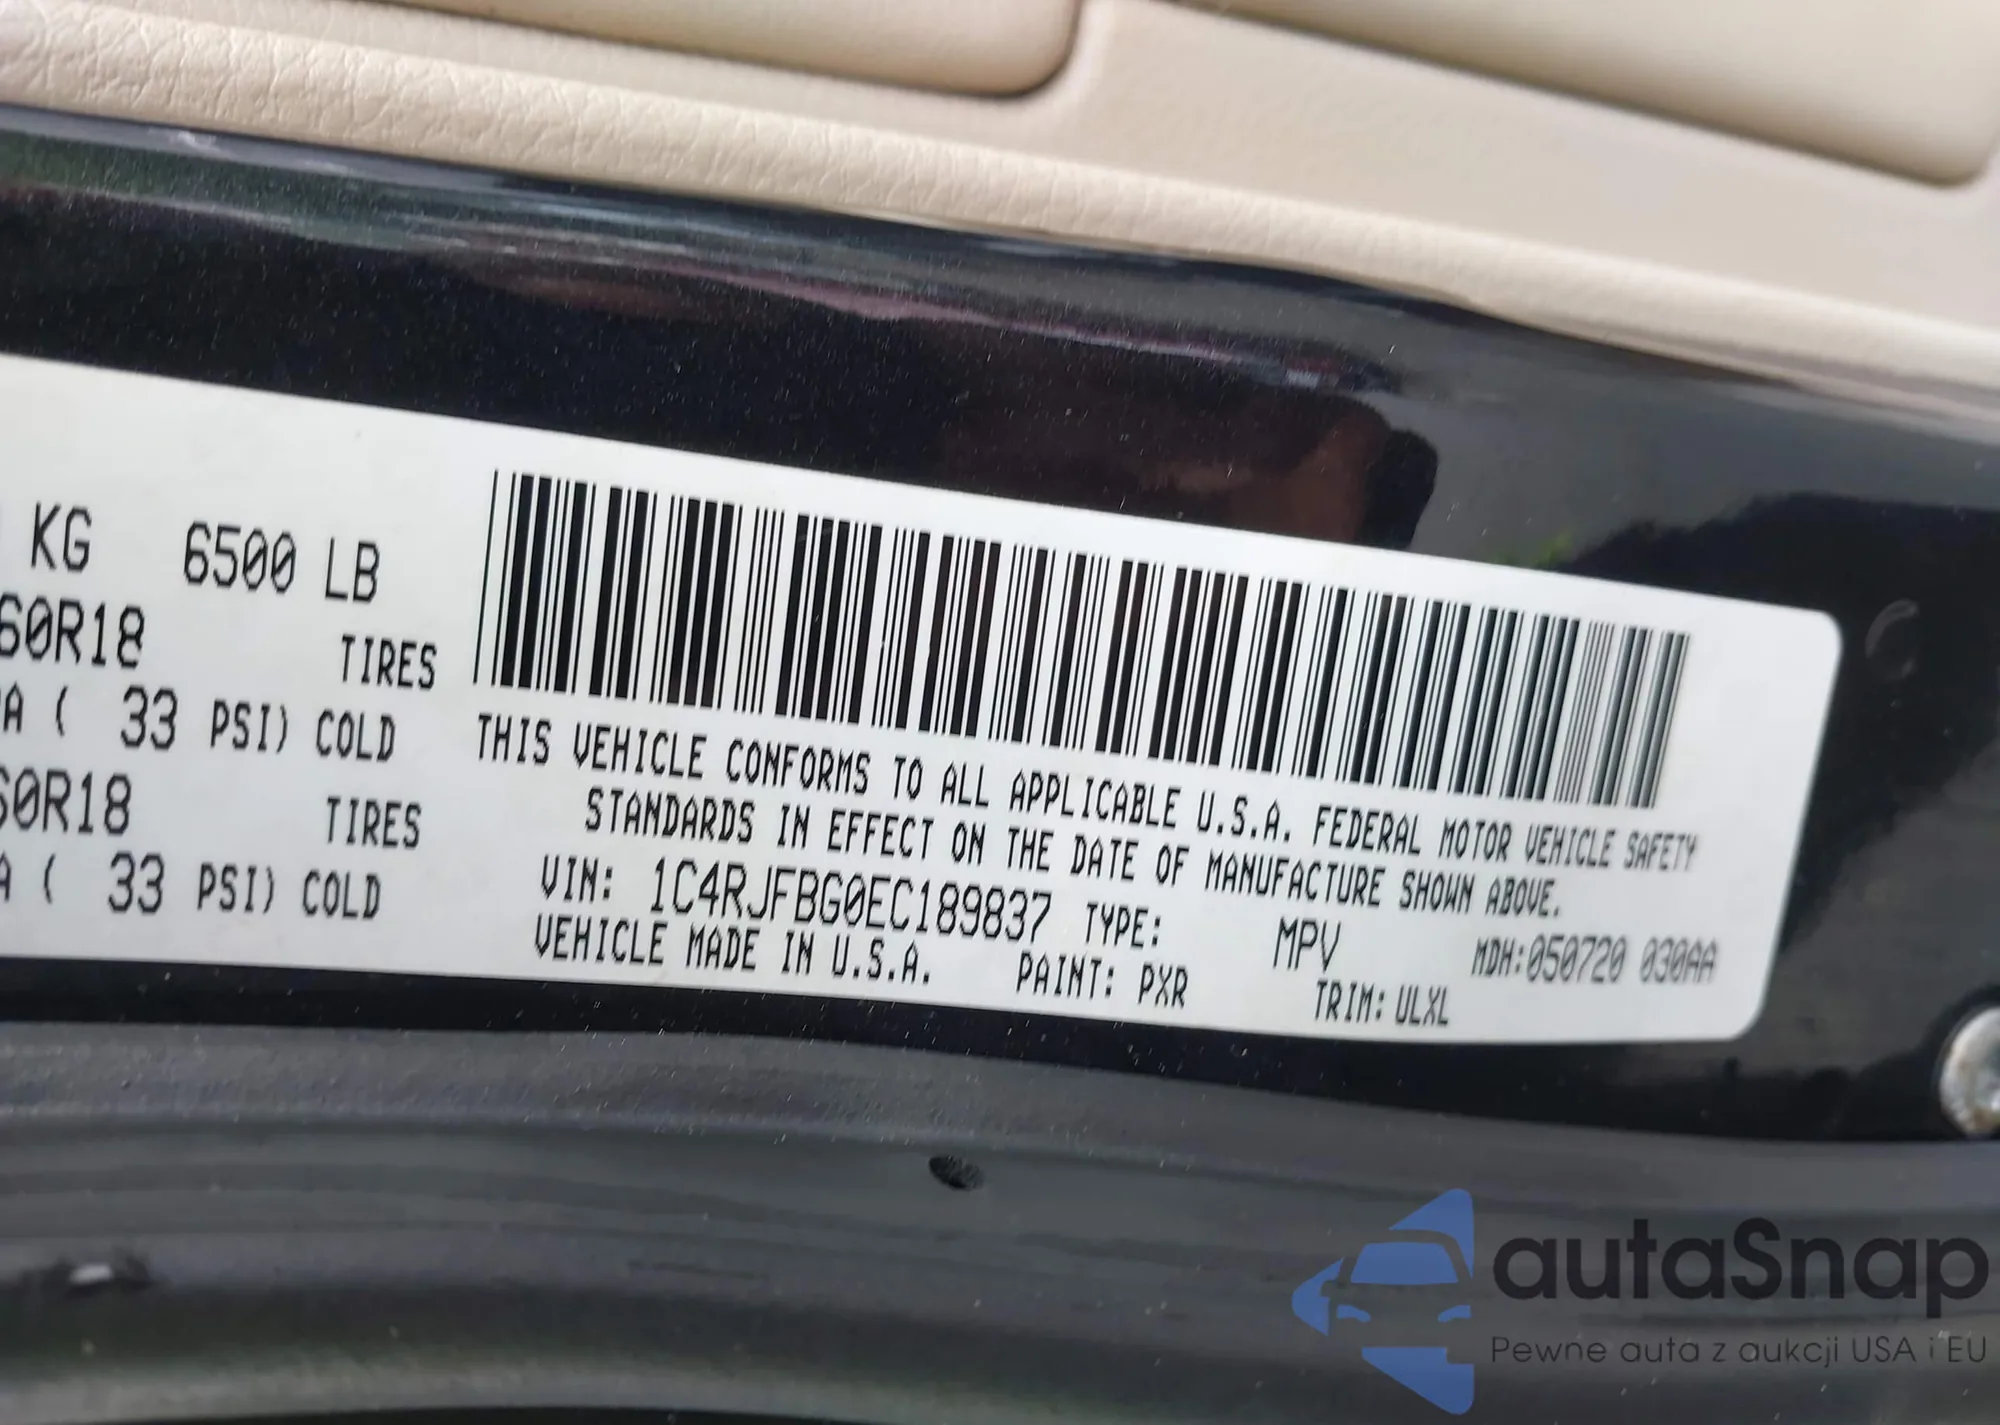 KG 6500 LB
60R18 TIRES
A ( 33 PSI) COLD
60R18 TIRES
A ( 33 PSI) COLD
THIS VEHICLE CONFORMS TO ALL APPLICABLE U.S.A. FEDERAL MOTOR VEHICLE SAFETY
STANDARDS IN EFFECT ON THE DATE OF MANUFACTURE SHOWN ABOVE.
VIN: 1C4RJFBG0EC189837 TYPE: MPV MDH:050720 030AA
VEHICLE MADE IN U.S.A. PAINT: PXR TRIM: ULXL
autaSnap
Pewne auta z aukcji USA i EU